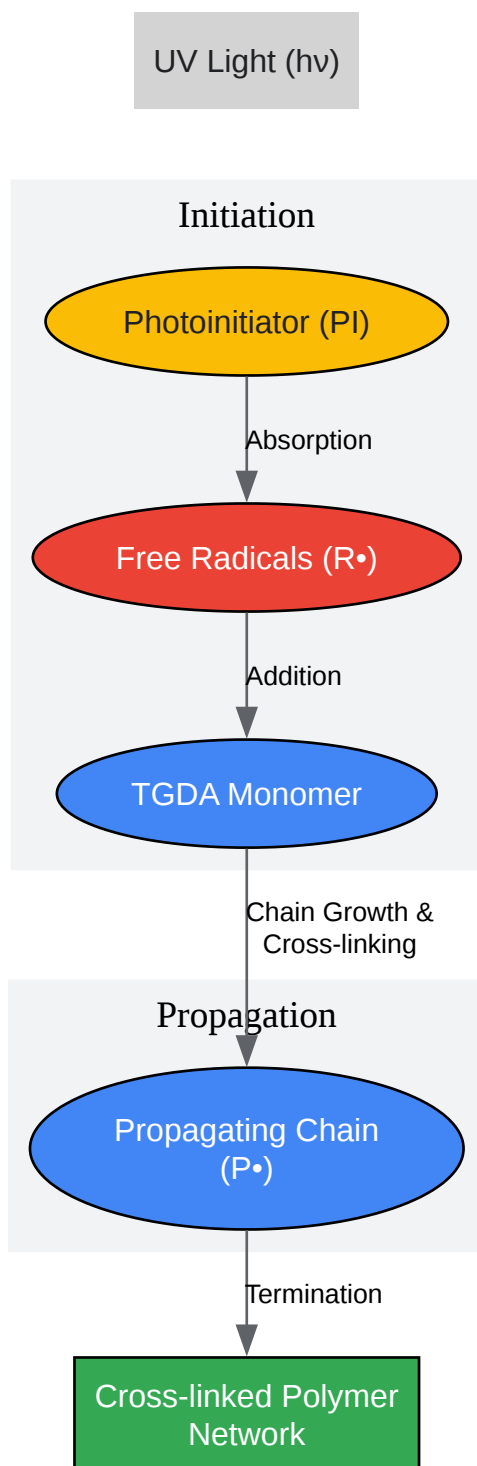 UV Light (hν)
Initiation
Photoinitiator (PI)
Absorption
Free Radicals (R•)
Addition
TGDA Monomer
Chain Growth &
Cross-linking
Propagation
Propagating Chain
(P•)
Termination
Cross-linked Polymer
Network